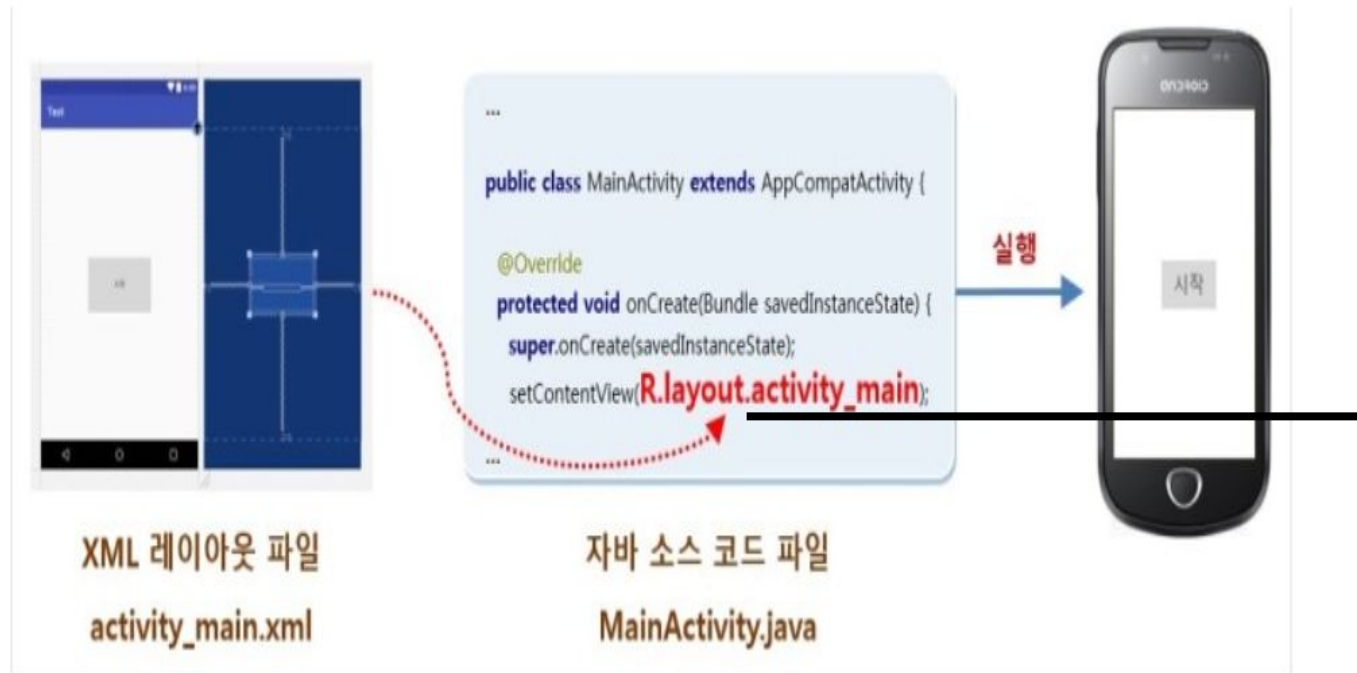 Test
...
public class MainActivity extends AppCompatActivity {
@Override
protected void onCreate(Bundle savedInstanceState) {
super.onCreate(savedInstanceState);
setContentView(R.layout.activity_main);
...
실행
ANDROID
시작
XML 레이아웃 파일
activity_main.xml
자바 소스 코드 파일
MainActivity.java